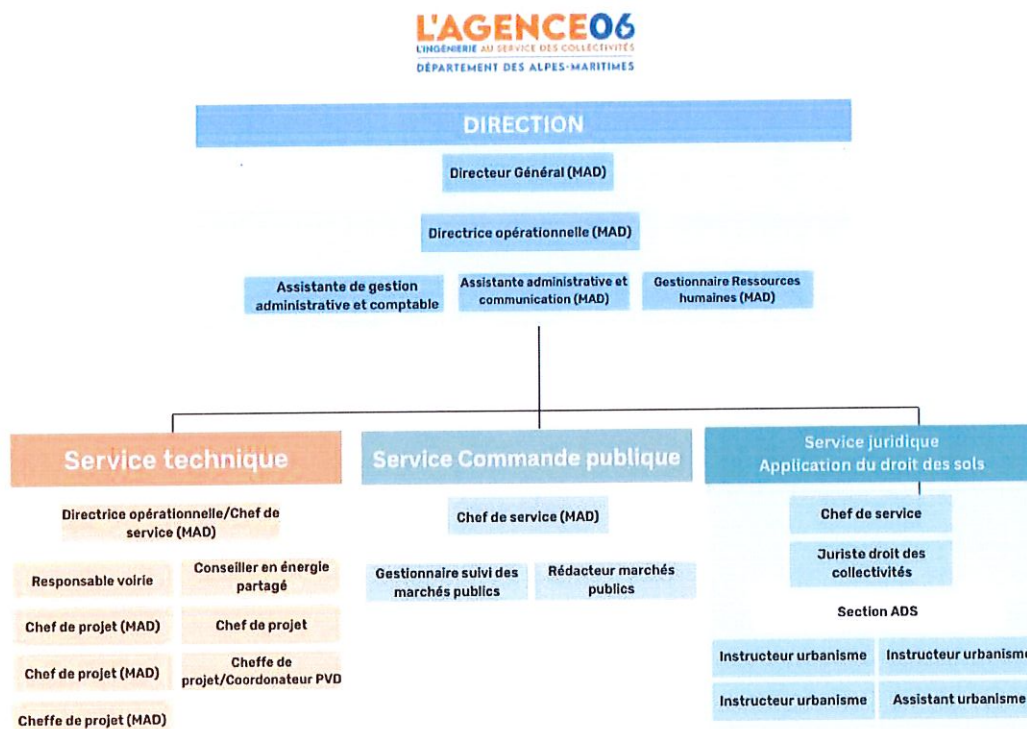 L'AGENCE06
L'INGÉNIERIE AU SERVICE DES COLLECTIVITÉS
DÉPARTEMENT DES ALPES-MARITIMES
DIRECTION
Directeur Général (MAD)
Directrice opérationnelle (MAD)
Assistante de gestion
administrative et comptable
Assistante administrative et
communication (MAD)
Gestionnaire Ressources
humaines (MAD)
Service technique
Directrice opérationnelle/Chef de
service (MAD)
Responsable voirie
Conseiller en énergie
partagé
Chef de projet (MAD)
Chef de projet
Chef de projet (MAD)
Cheffe de
projet/Coordonateur PVD
Cheffe de projet (MAD)
Service Commande publique
Chef de service (MAD)
Gestionnaire suivi des
marchés publics
Rédacteur marchés
publics
Service juridique
Application du droit des sols
Chef de service
Juriste droit des
collectivités
Section ADS
Instructeur urbanisme
Instructeur urbanisme
Instructeur urbanisme
Assistant urbanisme